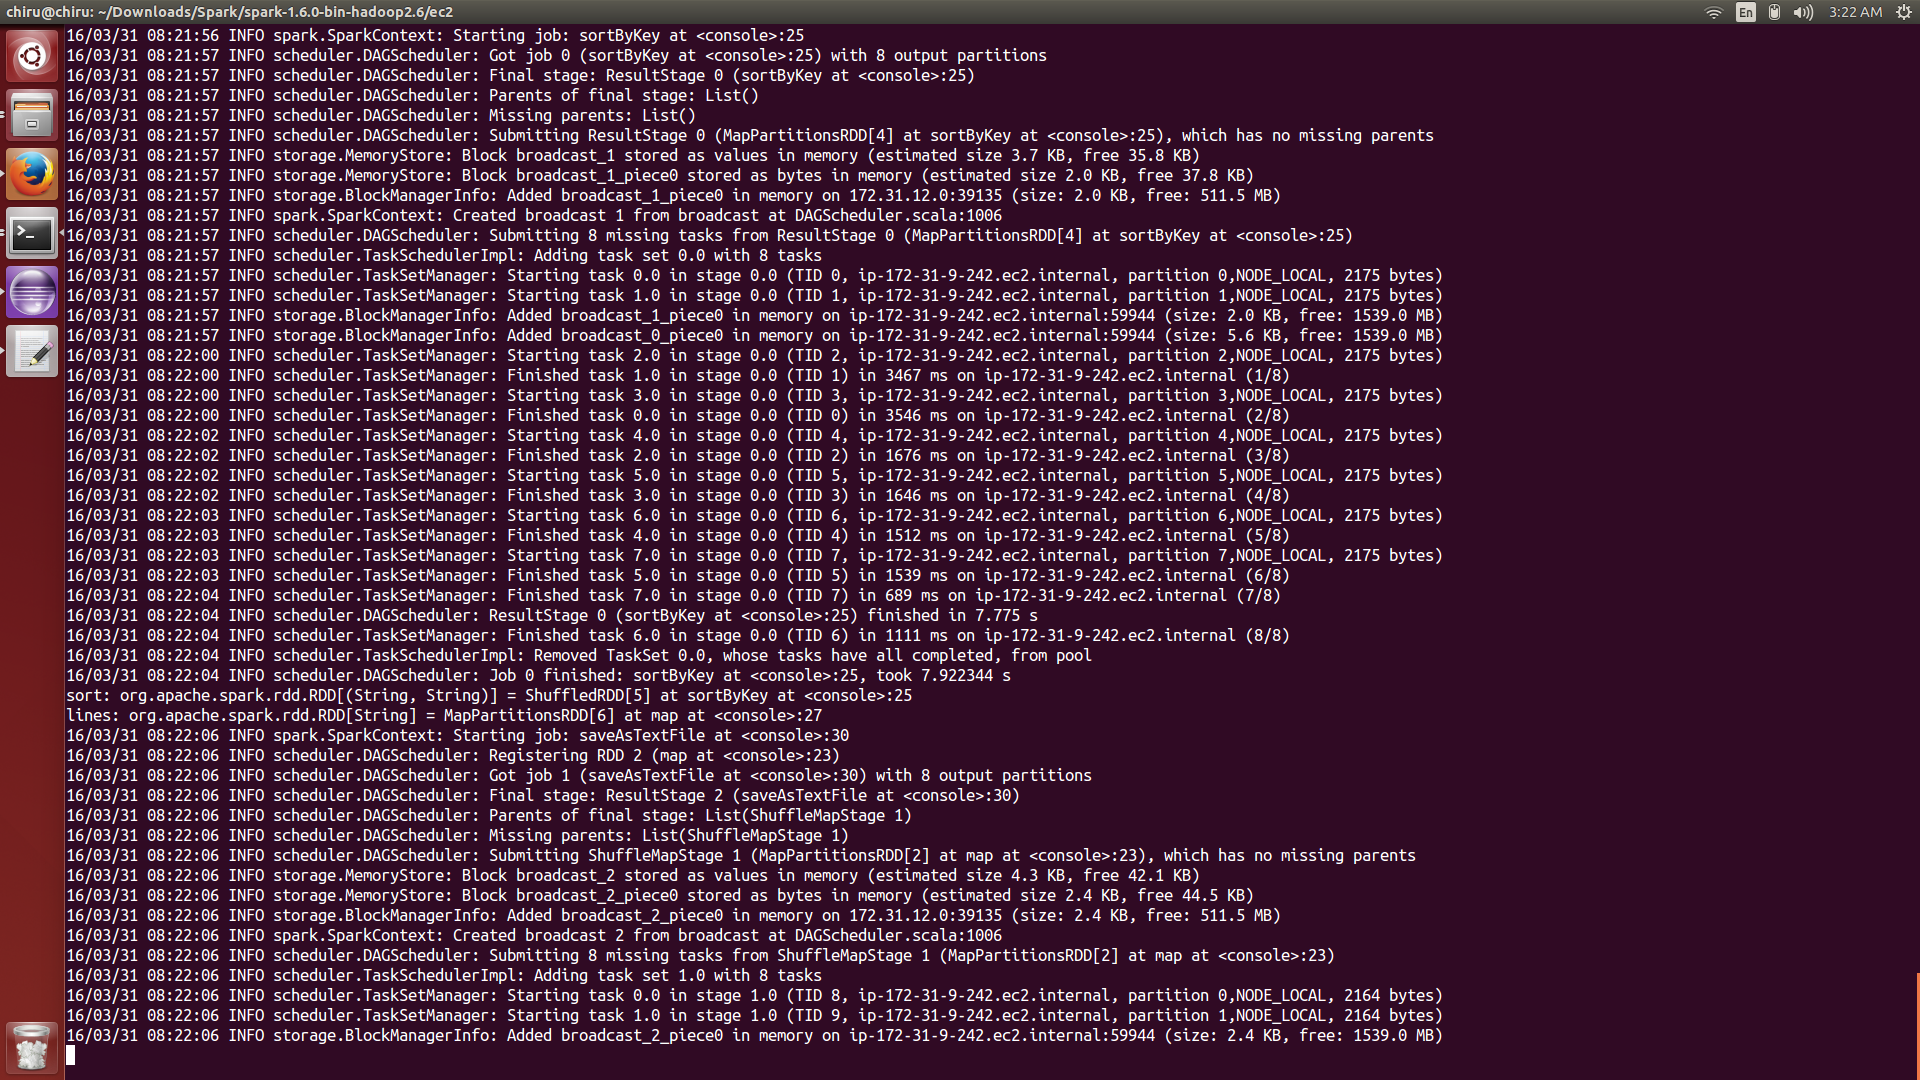 chiru@chiru: ~/Downloads/Spark/spark-1.6.0-bin-hadoop2.6/ec2
En
3:22 AM
16/03/31 08:21:56 INFO spark.SparkContext: Starting job: sortByKey at <console>:25
16/03/31 08:21:57 INFO scheduler.DAGScheduler: Got job 0 (sortByKey at <console>:25) with 8 output partitions
16/03/31 08:21:57 INFO scheduler.DAGScheduler: Final stage: ResultStage 0 (sortByKey at <console>:25)
16/03/31 08:21:57 INFO scheduler.DAGScheduler: Parents of final stage: List()
16/03/31 08:21:57 INFO scheduler.DAGScheduler: Missing parents: List()
16/03/31 08:21:57 INFO scheduler.DAGScheduler: Submitting ResultStage 0 (MapPartitionsRDD[4] at sortByKey at <console>:25), which has no missing parents
16/03/31 08:21:57 INFO storage.MemoryStore: Block broadcast_1 stored as values in memory (estimated size 3.7 KB, free 35.8 KB)
16/03/31 08:21:57 INFO storage.MemoryStore: Block broadcast_1_piece0 stored as bytes in memory (estimated size 2.0 KB, free 37.8 KB)
16/03/31 08:21:57 INFO storage.BlockManagerInfo: Added broadcast_1_piece0 in memory on 172.31.12.0:39135 (size: 2.0 KB, free: 511.5 MB)
16/03/31 08:21:57 INFO spark.SparkContext: Created broadcast 1 from broadcast at DAGScheduler.scala:1006
16/03/31 08:21:57 INFO scheduler.DAGScheduler: Submitting 8 missing tasks from ResultStage 0 (MapPartitionsRDD[4] at sortByKey at <console>:25)
16/03/31 08:21:57 INFO scheduler.TaskSchedulerImpl: Adding task set 0.0 with 8 tasks
16/03/31 08:21:57 INFO scheduler.TaskSetManager: Starting task 0.0 in stage 0.0 (TID 0, ip-172-31-9-242.ec2.internal, partition 0,NODE_LOCAL, 2175 bytes)
16/03/31 08:21:57 INFO scheduler.TaskSetManager: Starting task 1.0 in stage 0.0 (TID 1, ip-172-31-9-242.ec2.internal, partition 1,NODE_LOCAL, 2175 bytes)
16/03/31 08:21:57 INFO storage.BlockManagerInfo: Added broadcast_1_piece0 in memory on ip-172-31-9-242.ec2.internal:59944 (size: 2.0 KB, free: 1539.0 MB)
16/03/31 08:21:57 INFO storage.BlockManagerInfo: Added broadcast_0_piece0 in memory on ip-172-31-9-242.ec2.internal:59944 (size: 5.6 KB, free: 1539.0 MB)
16/03/31 08:22:00 INFO scheduler.TaskSetManager: Starting task 2.0 in stage 0.0 (TID 2, ip-172-31-9-242.ec2.internal, partition 2,NODE_LOCAL, 2175 bytes)
16/03/31 08:22:00 INFO scheduler.TaskSetManager: Finished task 1.0 in stage 0.0 (TID 1) in 3467 ms on ip-172-31-9-242.ec2.internal (1/8)
16/03/31 08:22:00 INFO scheduler.TaskSetManager: Starting task 3.0 in stage 0.0 (TID 3, ip-172-31-9-242.ec2.internal, partition 3,NODE_LOCAL, 2175 bytes)
16/03/31 08:22:00 INFO scheduler.TaskSetManager: Finished task 0.0 in stage 0.0 (TID 0) in 3546 ms on ip-172-31-9-242.ec2.internal (2/8)
16/03/31 08:22:02 INFO scheduler.TaskSetManager: Starting task 4.0 in stage 0.0 (TID 4, ip-172-31-9-242.ec2.internal, partition 4,NODE_LOCAL, 2175 bytes)
16/03/31 08:22:02 INFO scheduler.TaskSetManager: Finished task 2.0 in stage 0.0 (TID 2) in 1676 ms on ip-172-31-9-242.ec2.internal (3/8)
16/03/31 08:22:02 INFO scheduler.TaskSetManager: Starting task 5.0 in stage 0.0 (TID 5, ip-172-31-9-242.ec2.internal, partition 5,NODE_LOCAL, 2175 bytes)
16/03/31 08:22:02 INFO scheduler.TaskSetManager: Finished task 3.0 in stage 0.0 (TID 3) in 1646 ms on ip-172-31-9-242.ec2.internal (4/8)
16/03/31 08:22:03 INFO scheduler.TaskSetManager: Starting task 6.0 in stage 0.0 (TID 6, ip-172-31-9-242.ec2.internal, partition 6,NODE_LOCAL, 2175 bytes)
16/03/31 08:22:03 INFO scheduler.TaskSetManager: Finished task 4.0 in stage 0.0 (TID 4) in 1512 ms on ip-172-31-9-242.ec2.internal (5/8)
16/03/31 08:22:03 INFO scheduler.TaskSetManager: Starting task 7.0 in stage 0.0 (TID 7, ip-172-31-9-242.ec2.internal, partition 7,NODE_LOCAL, 2175 bytes)
16/03/31 08:22:03 INFO scheduler.TaskSetManager: Finished task 5.0 in stage 0.0 (TID 5) in 1539 ms on ip-172-31-9-242.ec2.internal (6/8)
16/03/31 08:22:04 INFO scheduler.TaskSetManager: Finished task 7.0 in stage 0.0 (TID 7) in 689 ms on ip-172-31-9-242.ec2.internal (7/8)
16/03/31 08:22:04 INFO scheduler.DAGScheduler: ResultStage 0 (sortByKey at <console>:25) finished in 7.775 s
16/03/31 08:22:04 INFO scheduler.TaskSetManager: Finished task 6.0 in stage 0.0 (TID 6) in 1111 ms on ip-172-31-9-242.ec2.internal (8/8)
16/03/31 08:22:04 INFO scheduler.TaskSchedulerImpl: Removed TaskSet 0.0, whose tasks have all completed, from pool
16/03/31 08:22:04 INFO scheduler.DAGScheduler: Job 0 finished: sortByKey at <console>:25, took 7.922344 s
sort: org.apache.spark.rdd.RDD[(String, String)] = ShuffledRDD[5] at sortByKey at <console>:25
lines: org.apache.spark.rdd.RDD[String] = MapPartitionsRDD[6] at map at <console>:27
16/03/31 08:22:06 INFO spark.SparkContext: Starting job: saveAsTextFile at <console>:30
16/03/31 08:22:06 INFO scheduler.DAGScheduler: Registering RDD 2 (map at <console>:23)
16/03/31 08:22:06 INFO scheduler.DAGScheduler: Got job 1 (saveAsTextFile at <console>:30) with 8 output partitions
16/03/31 08:22:06 INFO scheduler.DAGScheduler: Final stage: ResultStage 2 (saveAsTextFile at <console>:30)
16/03/31 08:22:06 INFO scheduler.DAGScheduler: Parents of final stage: List(ShuffleMapStage 1)
16/03/31 08:22:06 INFO scheduler.DAGScheduler: Missing parents: List(ShuffleMapStage 1)
16/03/31 08:22:06 INFO scheduler.DAGScheduler: Submitting ShuffleMapStage 1 (MapPartitionsRDD[2] at map at <console>:23), which has no missing parents
16/03/31 08:22:06 INFO storage.MemoryStore: Block broadcast_2 stored as values in memory (estimated size 4.3 KB, free 42.1 KB)
16/03/31 08:22:06 INFO storage.MemoryStore: Block broadcast_2_piece0 stored as bytes in memory (estimated size 2.4 KB, free 44.5 KB)
16/03/31 08:22:06 INFO storage.BlockManagerInfo: Added broadcast_2_piece0 in memory on 172.31.12.0:39135 (size: 2.4 KB, free: 511.5 MB)
16/03/31 08:22:06 INFO spark.SparkContext: Created broadcast 2 from broadcast at DAGScheduler.scala:1006
16/03/31 08:22:06 INFO scheduler.DAGScheduler: Submitting 8 missing tasks from ShuffleMapStage 1 (MapPartitionsRDD[2] at map at <console>:23)
16/03/31 08:22:06 INFO scheduler.TaskSchedulerImpl: Adding task set 1.0 with 8 tasks
16/03/31 08:22:06 INFO scheduler.TaskSetManager: Starting task 0.0 in stage 1.0 (TID 8, ip-172-31-9-242.ec2.internal, partition 0,NODE_LOCAL, 2164 bytes)
16/03/31 08:22:06 INFO scheduler.TaskSetManager: Starting task 1.0 in stage 1.0 (TID 9, ip-172-31-9-242.ec2.internal, partition 1,NODE_LOCAL, 2164 bytes)
16/03/31 08:22:06 INFO storage.BlockManagerInfo: Added broadcast_2_piece0 in memory on ip-172-31-9-242.ec2.internal:59944 (size: 2.4 KB, free: 1539.0 MB)